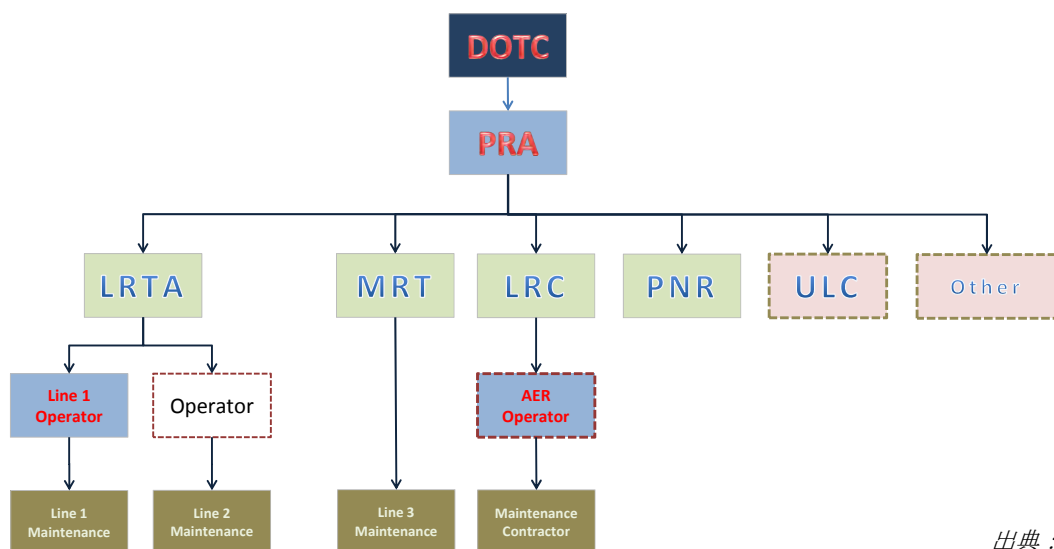 DOTC
PRA
LRTA
MRT
LRC
PNR
ULC
Other
Line 1
Operator
Operator
AER
Operator
Line 1
Maintenance
Line 2
Maintenance
Line 3
Maintenance
Maintenance
Contractor
出典：